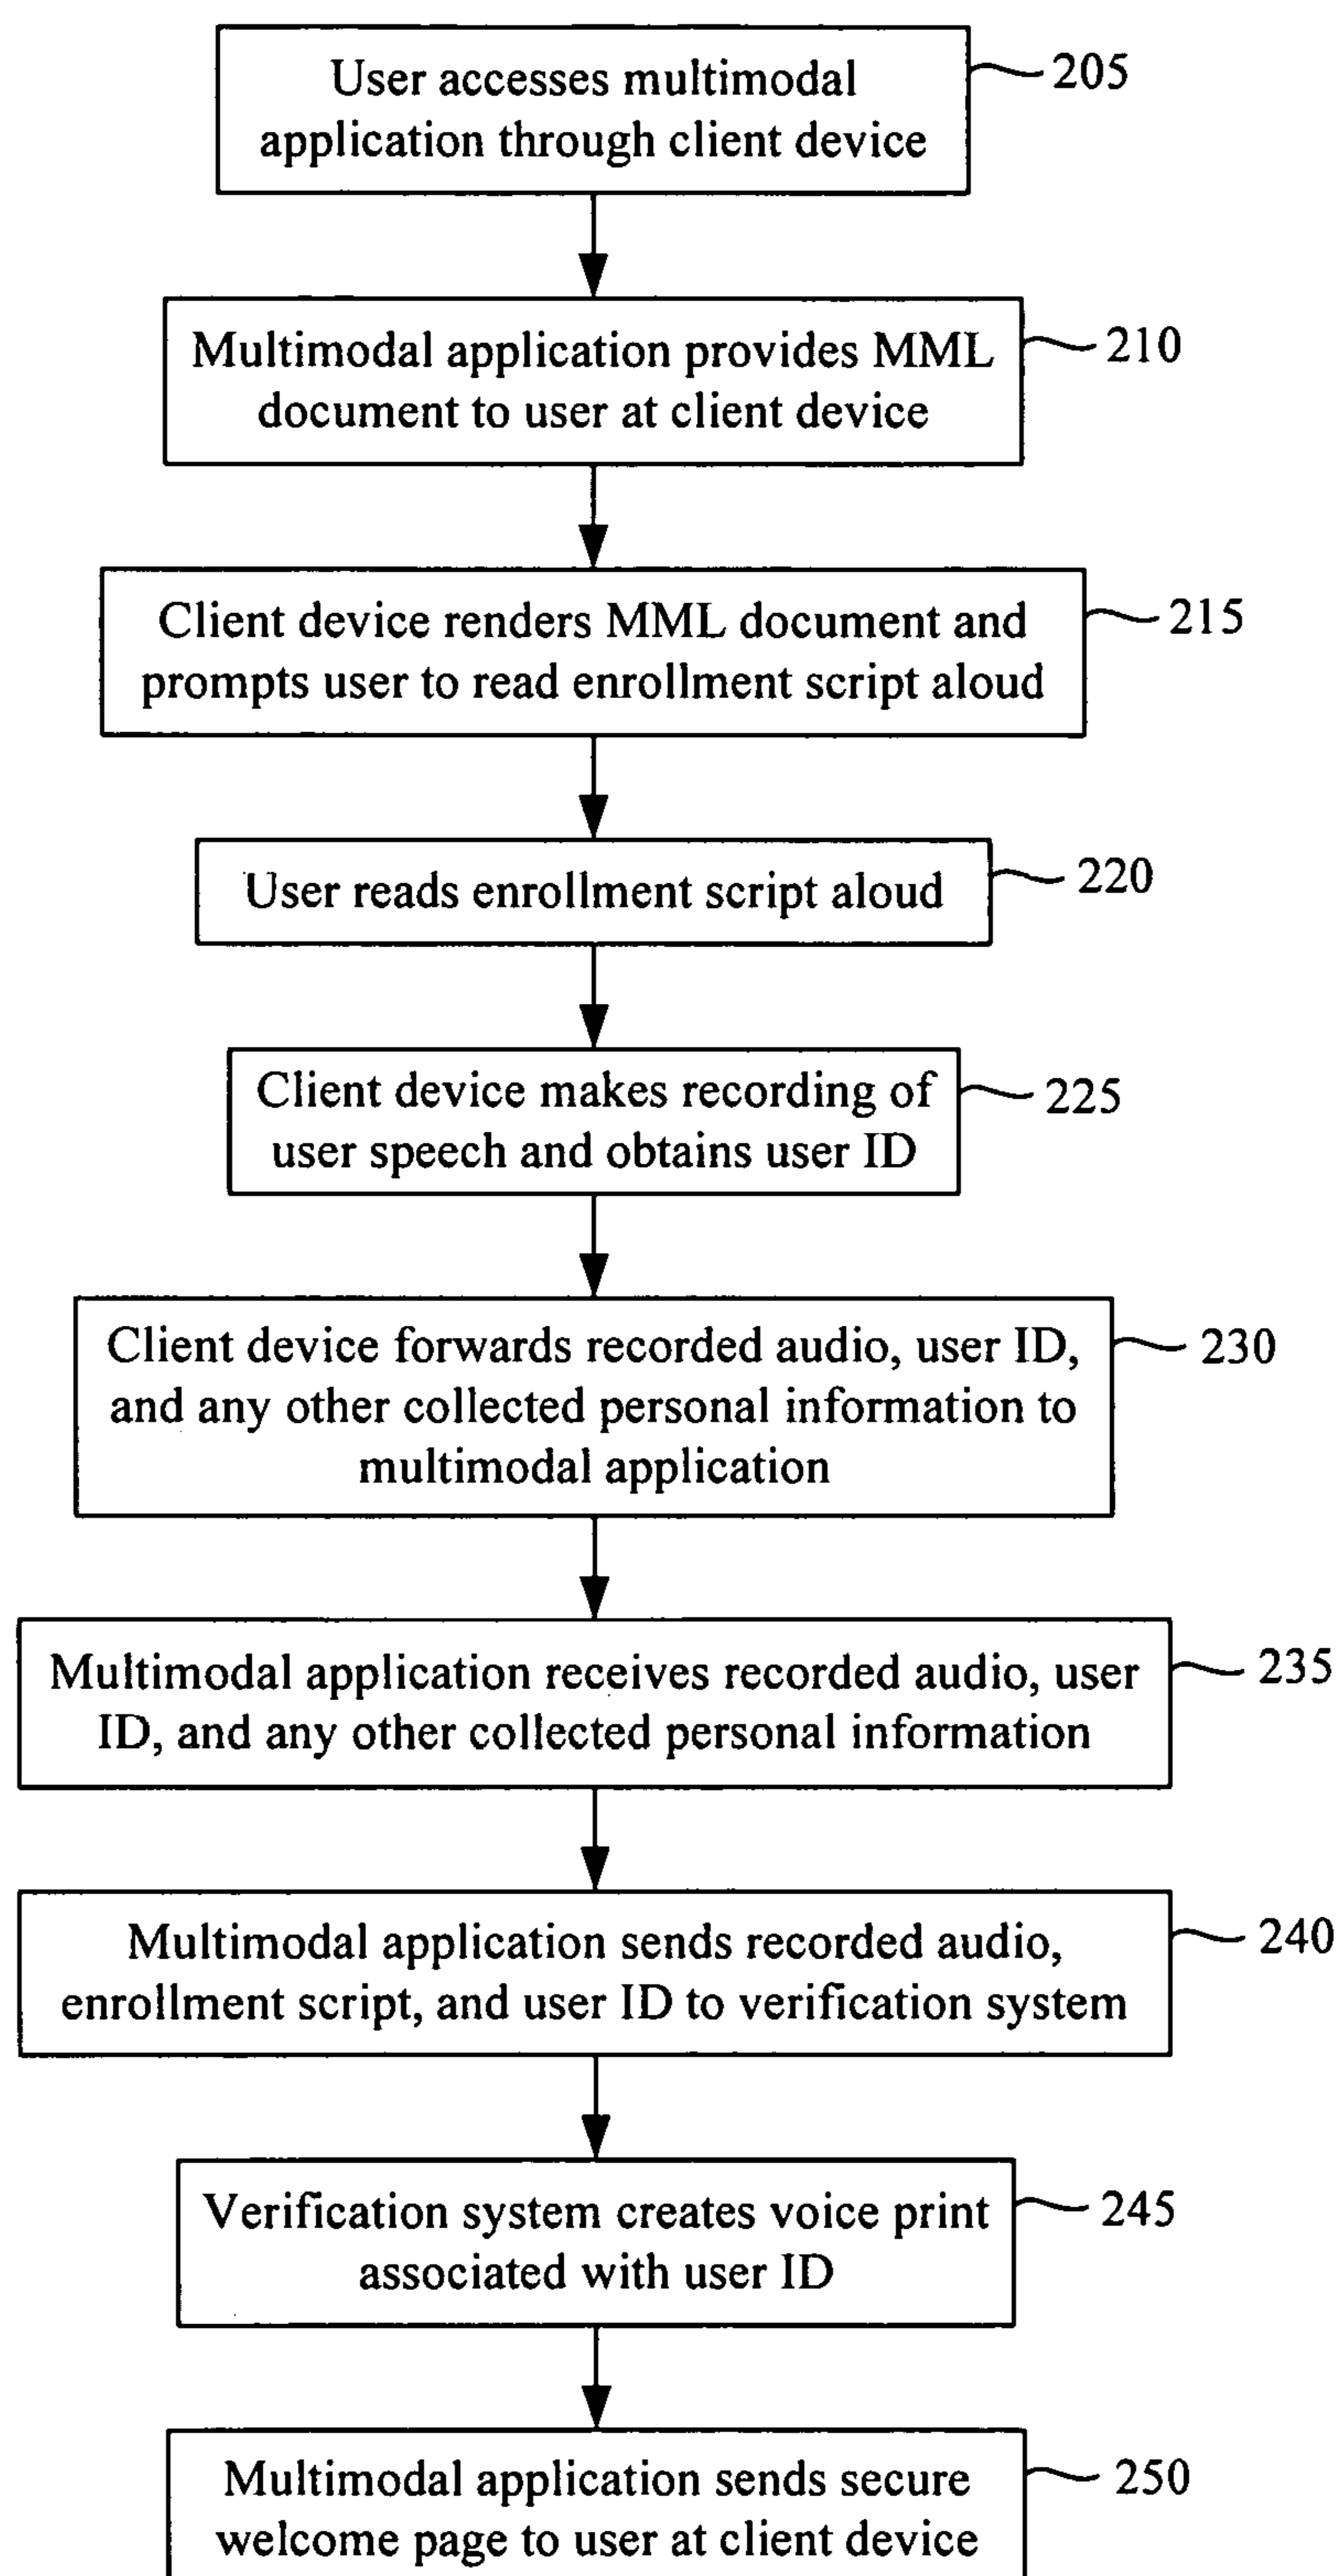 User accesses multimodal
application through client device
205
Multimodal application provides MML
document to user at client device
210
Client device renders MML document and
prompts user to read enrollment script aloud
215
User reads enrollment script aloud
220
Client device makes recording of
user speech and obtains user ID
225
Client device forwards recorded audio, user ID,
and any other collected personal information to
multimodal application
230
Multimodal application receives recorded audio, user
ID, and any other collected personal information
235
Multimodal application sends recorded audio,
enrollment script, and user ID to verification system
240
Verification system creates voice print
associated with user ID
245
Multimodal application sends secure
welcome page to user at client device
250